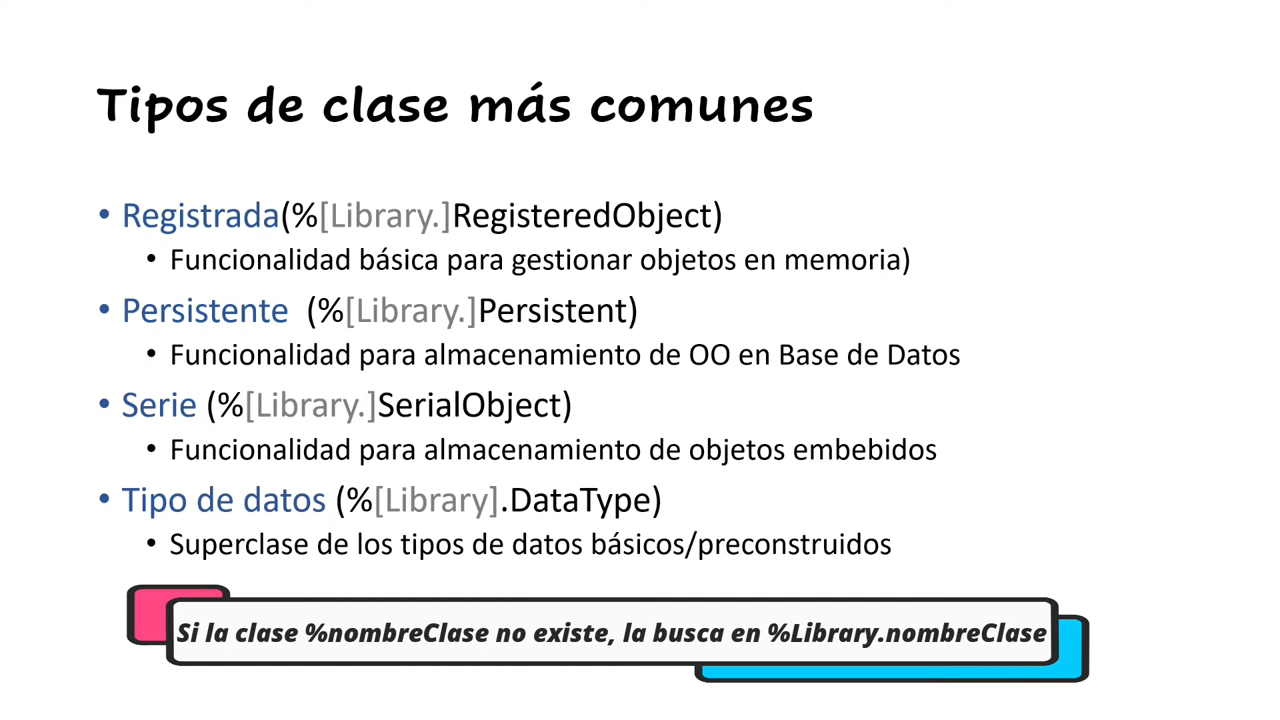 Tipos de clase más comunes
• Registrada(%[Library.]RegisteredObject)
• Funcionalidad básica para gestionar objetos en memoria)
• Persistente (%[Library.]Persistent)
• Funcionalidad para almacenamiento de OO en Base de Datos
• Serie (%[Library.]SerialObject)
• Funcionalidad para almacenamiento de objetos embebidos
• Tipo de datos (%[Library].DataType)
• Superclase de los tipos de datos básicos/preconstruidos
Si la clase %nombreClase no existe, la busca en %Library.nombreClase